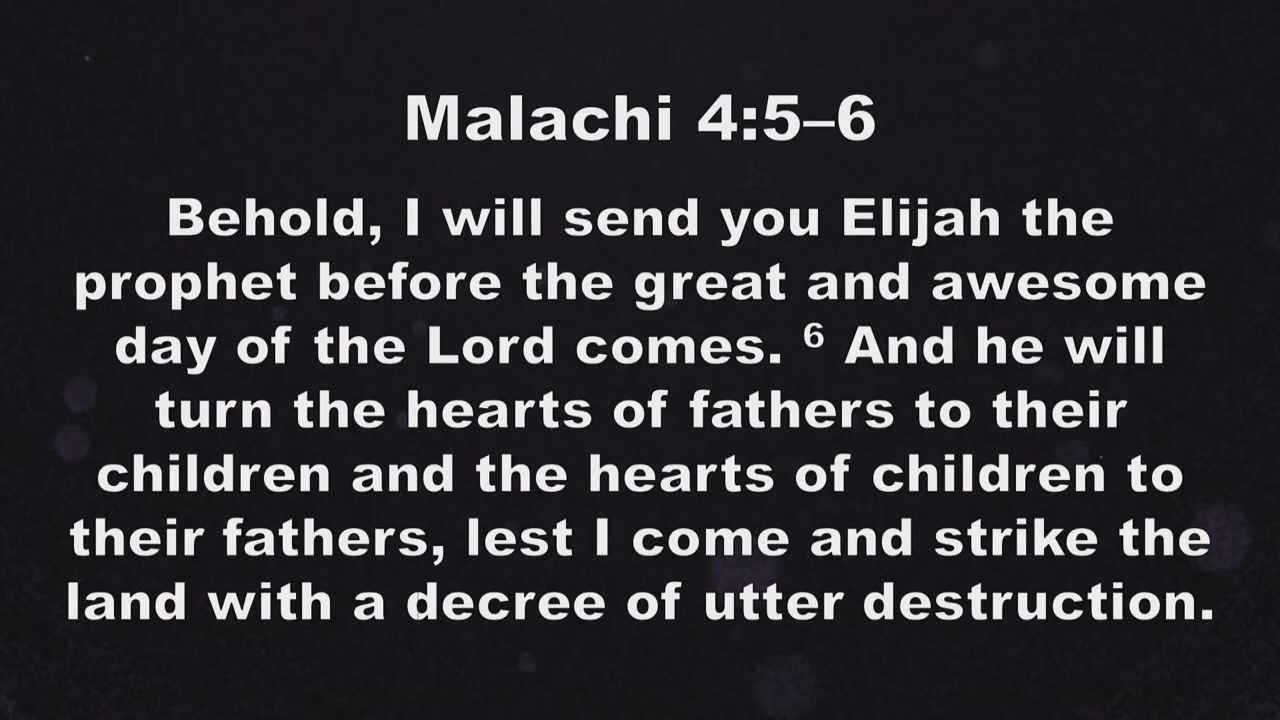 Malachi 4:5–6
Behold, I will send you Elijah the
prophet before the great and awesome
day of the Lord comes. ⁶ And he will
turn the hearts of fathers to their
children and the hearts of children to
their fathers, lest I come and strike the
land with a decree of utter destruction.